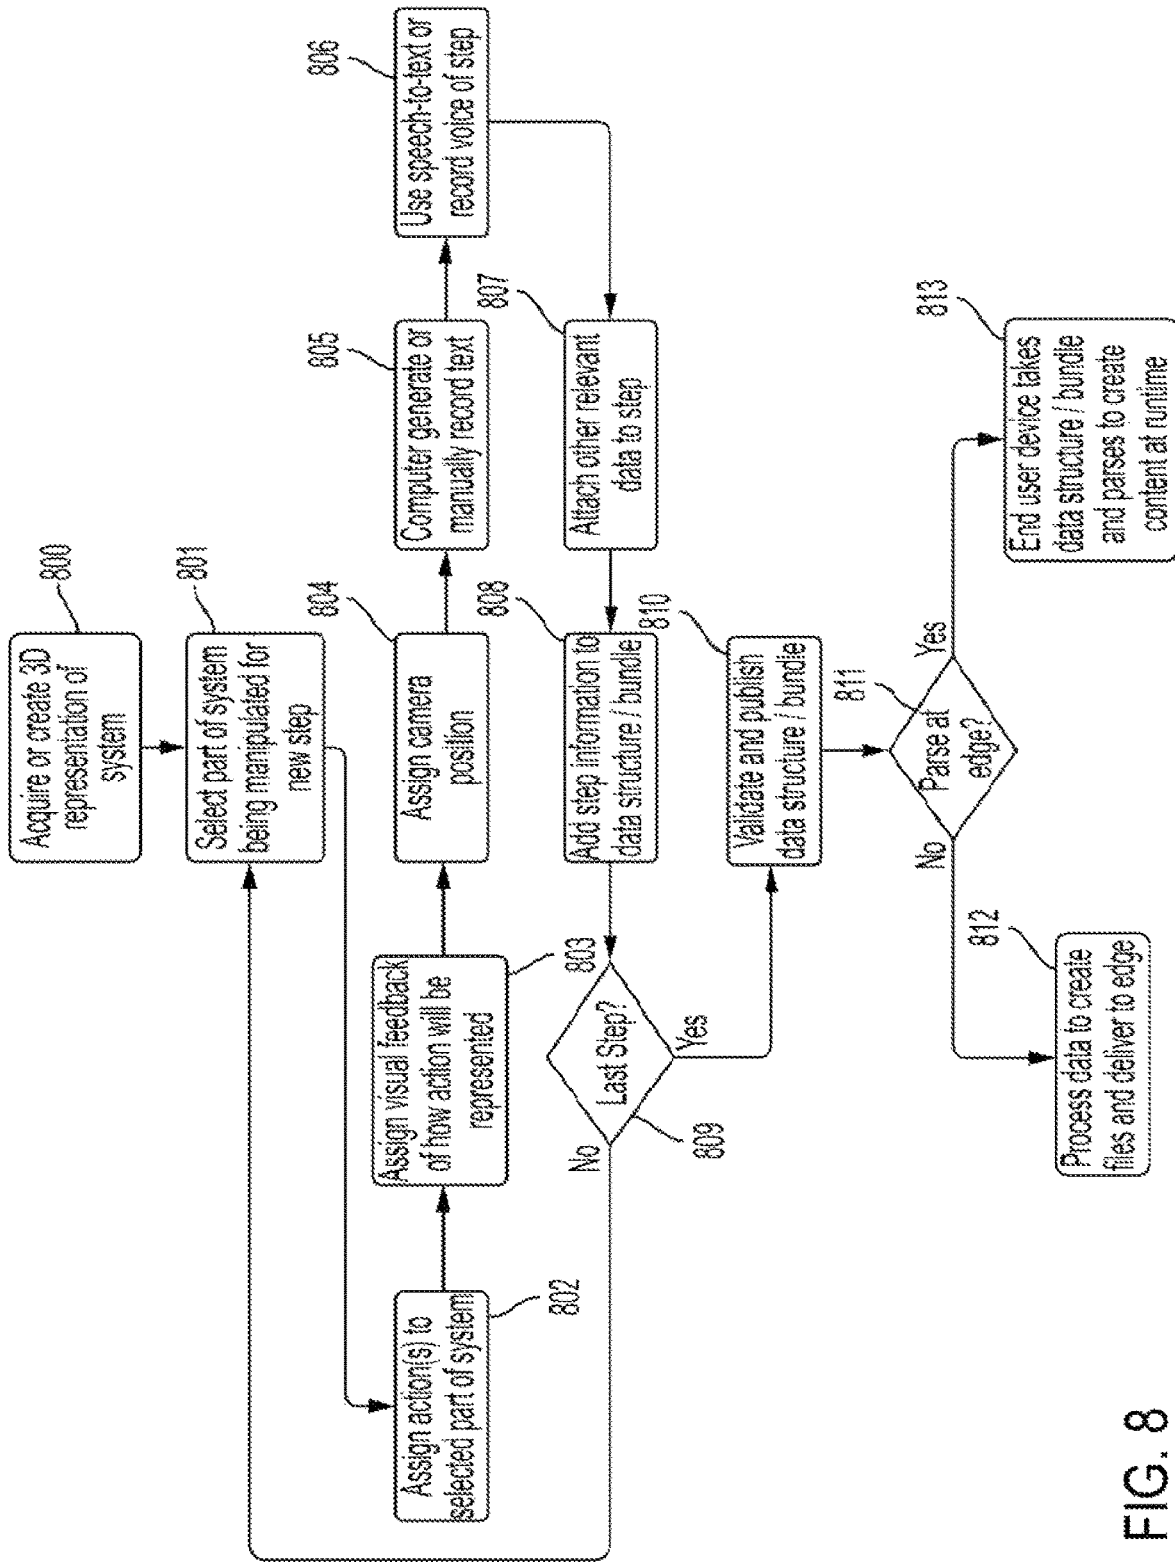 800
Acquire or create 3D
representation of
system
801
Select part of system
being manipulated for
new step
802
Assign action(s) to
selected part of system
803
Assign visual feedback
of how action will be
represented
804
Assign camera
position
805
Computer generate or
manually record text
806
Use speech-to-text or
record voice of step
807
Attach other relevant
data to step
808
Add step information to
data structure / bundle
809
Last Step?
No
Yes
810
Validate and publish
data structure / bundle
811
Parse at
edge?
No
Yes
812
Process data to create
files and deliver to edge
813
End user device takes
data structure / bundle
and parses to create
content at runtime
FIG. 8